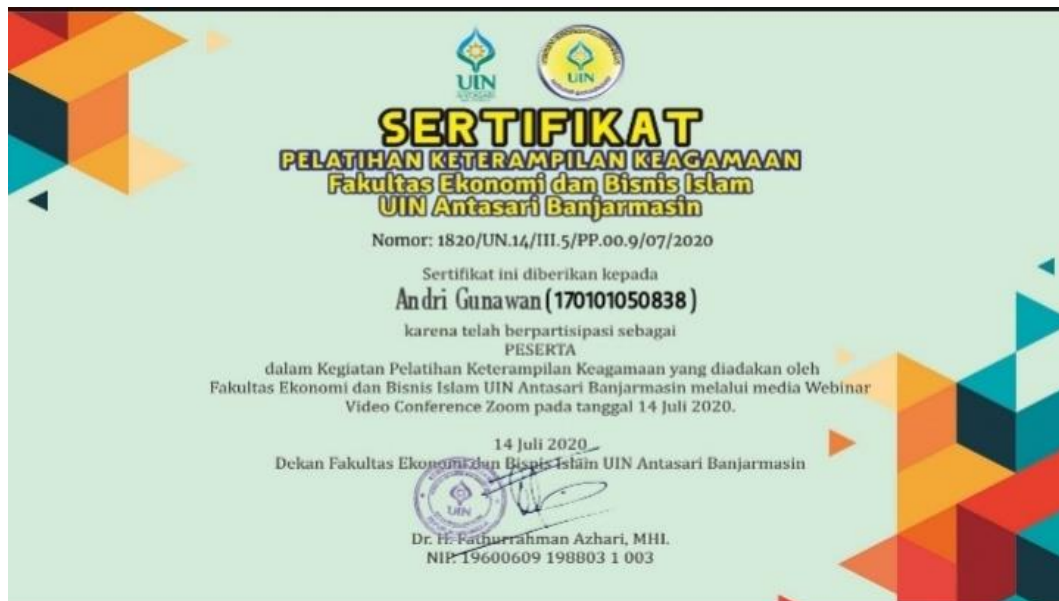 UIN
ANTASARI
UIN
SERTIFIKAT
PELATIHAN KETERAMPILAN KEAGAMAAN
Fakultas Ekonomi dan Bisnis Islam
UIN Antasari Banjarmasin
Nomor: 1820/UN.14/III.5/PP.00.9/07/2020
Sertifikat ini diberikan kepada
Andri Gunawan (170101050838)
karena telah berpartisipasi sebagai
PESERTA
dalam Kegiatan Pelatihan Keterampilan Keagamaan yang diadakan oleh
Fakultas Ekonomi dan Bisnis Islam UIN Antasari Banjarmasin melalui media Webinar
Video Conference Zoom pada tanggal 14 Juli 2020.
14 Juli 2020
Dekan Fakultas Ekonomi dan Bisnis Islam UIN Antasari Banjarmasin
UIN
Dr. H. Fathurrahman Azhari, MHI.
NIP. 19600609 198803 1 003